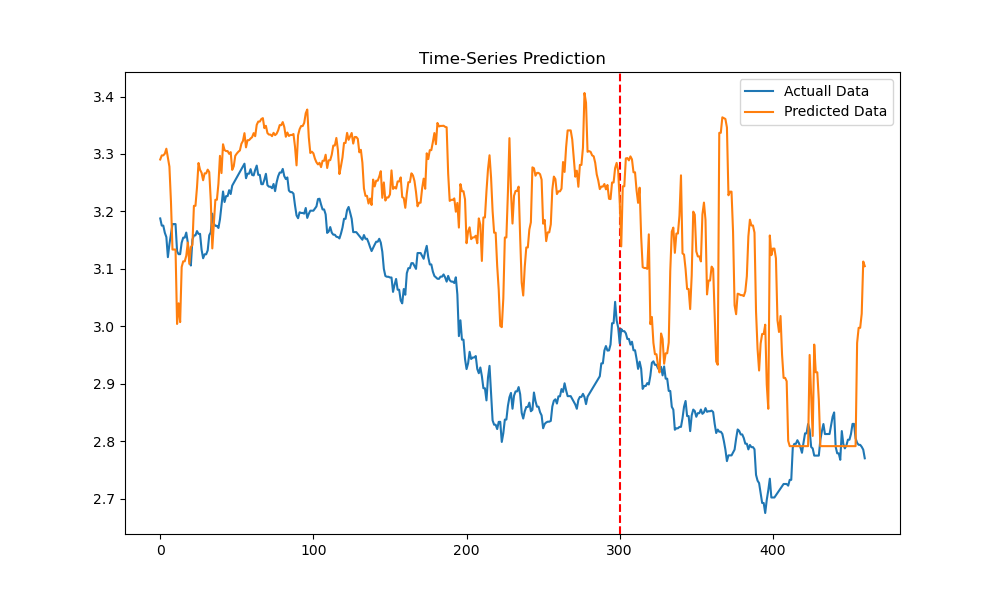 Time-Series Prediction
Actuall Data
Predicted Data
3.4
3.3
3.2
3.1
3.0
2.9
2.8
2.7
0 100 200 300 400